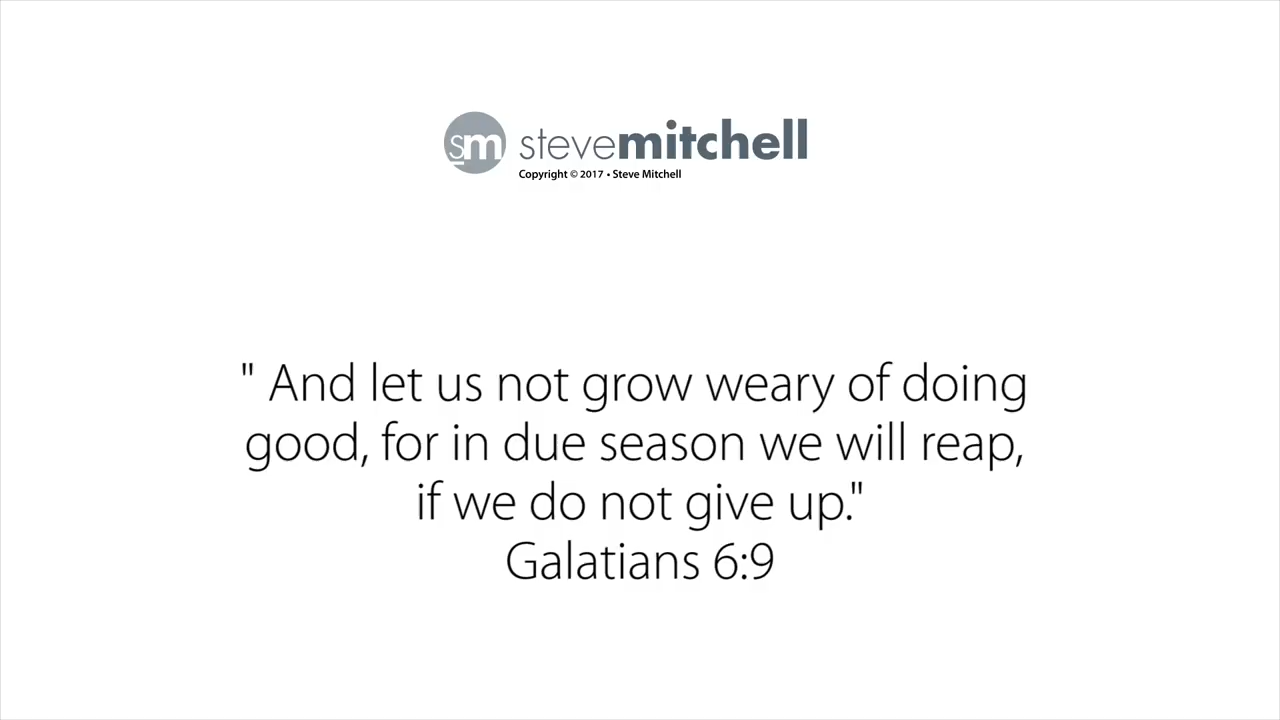 sm stevemitchell
Copyright © 2017 • Steve Mitchell
" And let us not grow weary of doing
good, for in due season we will reap,
if we do not give up."
Galatians 6:9